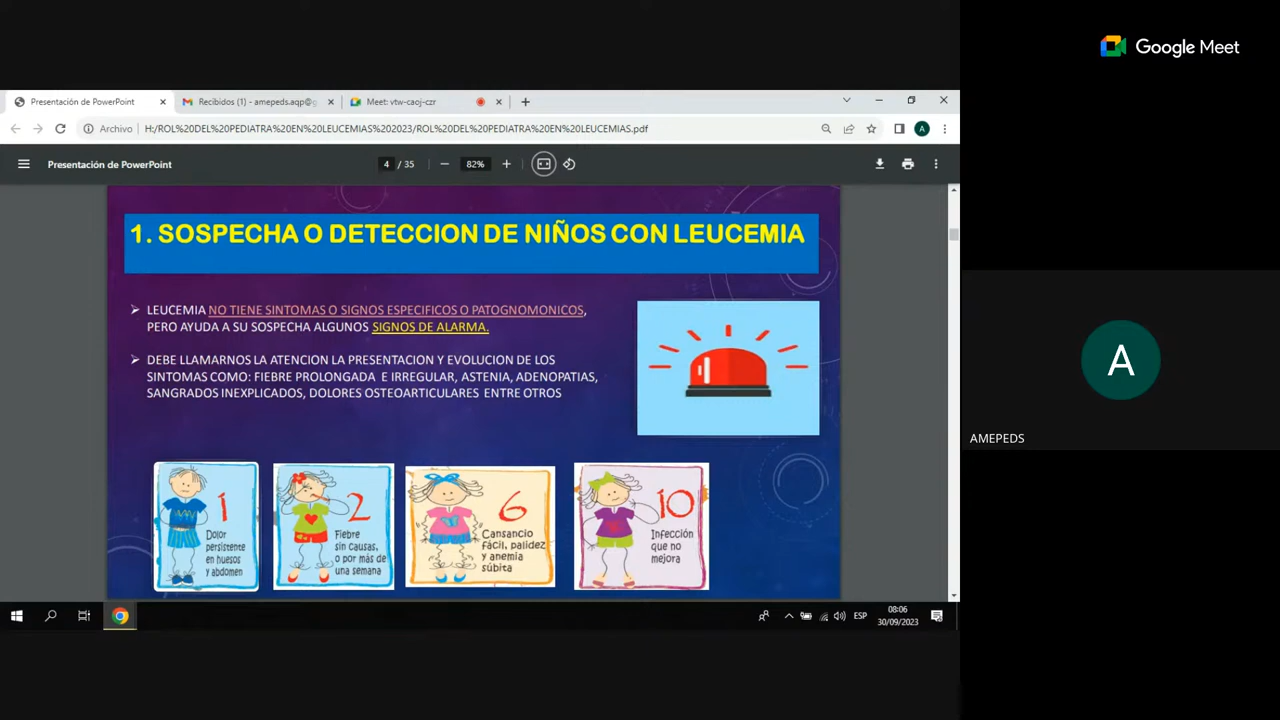 Google Meet
Presentación de PowerPoint
Recibidos (1) - amepeds.aqp@g
Meet: vtw-caoj-czr
Archivo
H:/ROL%20DEL%20PEDIATRA%20EN%20LEUCEMIAS%202023/ROL%20DEL%20PEDIATRA%20EN%20LEUCEMIAS.pdf
A
Presentación de PowerPoint
4 / 35
82%
1. SOSPECHA O DETECCION DE NIÑOS CON LEUCEMIA
LEUCEMIA NO TIENE SINTOMAS O SIGNOS ESPECIFICOS O PATOGNOMONICOS,
PERO AYUDA A SU SOSPECHA ALGUNOS SIGNOS DE ALARMA.
DEBE LLAMARNOS LA ATENCION LA PRESENTACION Y EVOLUCION DE LOS
SINTOMAS COMO: FIEBRE PROLONGADA E IRREGULAR, ASTENIA, ADENOPATIAS,
SANGRADOS INEXPLICADOS, DOLORES OSTEOARTICULARES ENTRE OTROS
1
Dolor
persistente
en huesos
y abdomen
2
Fiebre
sin causas,
o por más de
una semana
6
Cansancio
fácil, palidez
y anemia
súbita
10
Infección
que no
mejora
A
AMEPEDS
ESP
08:06
30/09/2023